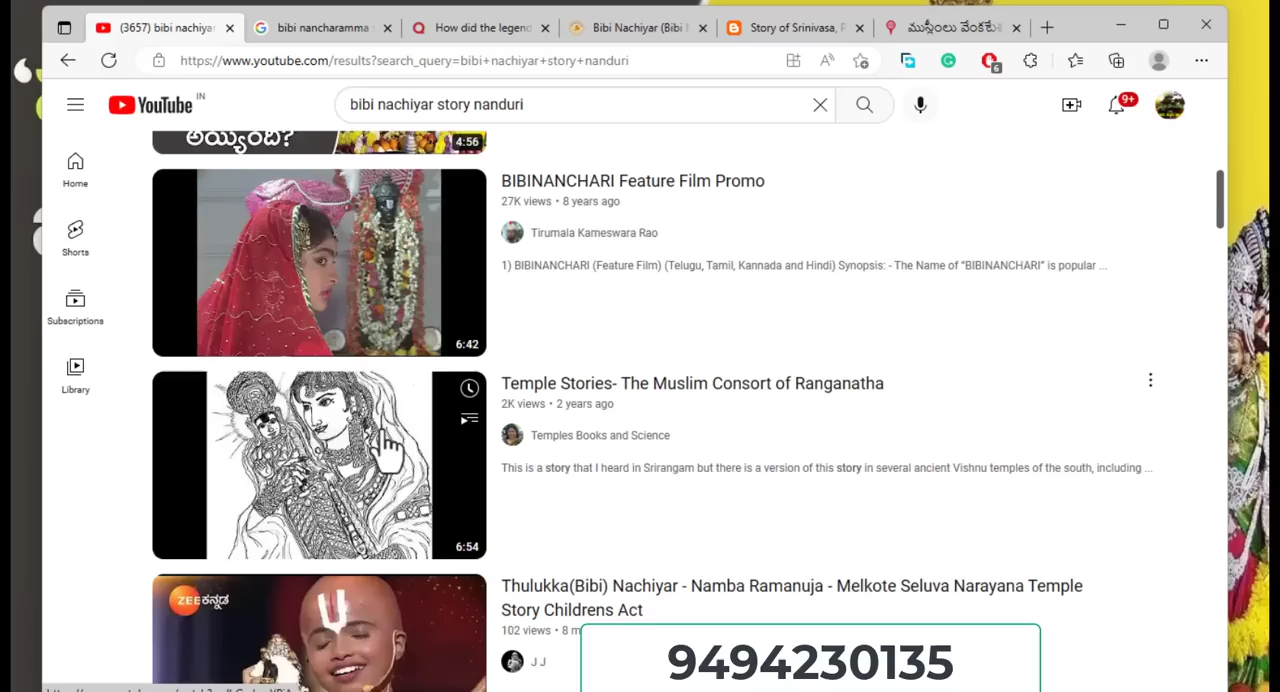 (3657) bibi nachiyar
bibi nancharamma
How did the legend
Bibi Nachiyar (Bibi
Story of Srinivasa, P
ముస్లింలు వేంకటేశ
https://www.youtube.com/results?search_query=bibi+nachiyar+story+nanduri
6
YouTube IN
bibi nachiyar story nanduri
9+
అయ్యింది?
4:56
Home
Shorts
Subscriptions
Library
BIBINANCHARI Feature Film Promo
27K views • 8 years ago
Tirumala Kameswara Rao
1) BIBINANCHARI (Feature Film) (Telugu, Tamil, Kannada and Hindi) Synopsis: - The Name of "BIBINANCHARI" is popular ...
6:42
Temple Stories- The Muslim Consort of Ranganatha
2K views • 2 years ago
Temples Books and Science
This is a story that I heard in Srirangam but there is a version of this story in several ancient Vishnu temples of the south, including ...
6:54
ZEE ಕನ್ನಡ
Thulukka(Bibi) Nachiyar - Namba Ramanuja - Melkote Seluva Narayana Temple
Story Childrens Act
102 views • 8 m
J J
9494230135